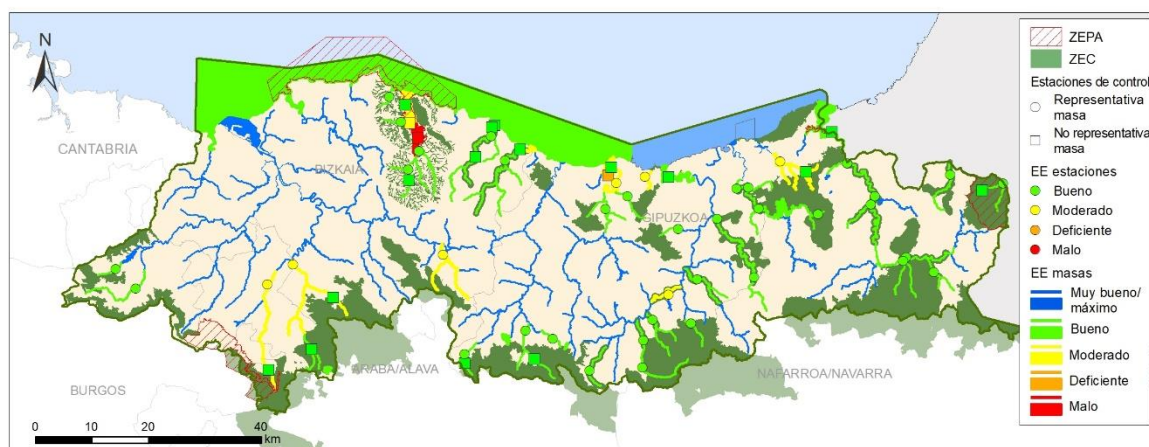 N
CANTABRIA
BIZKAIA
GIPUZKOA
BURGOS
ARABA/ALAVA
NAFARROA/NAVARRA
0 10 20 40
km
ZEPA
ZEC
Estaciones de control
Representativa
masa
No representativa
masa
EE estaciones
Bueno
Moderado
Deficiente
Malo
EE masas
Muy bueno/
máximo
Bueno
Moderado
Deficiente
Malo